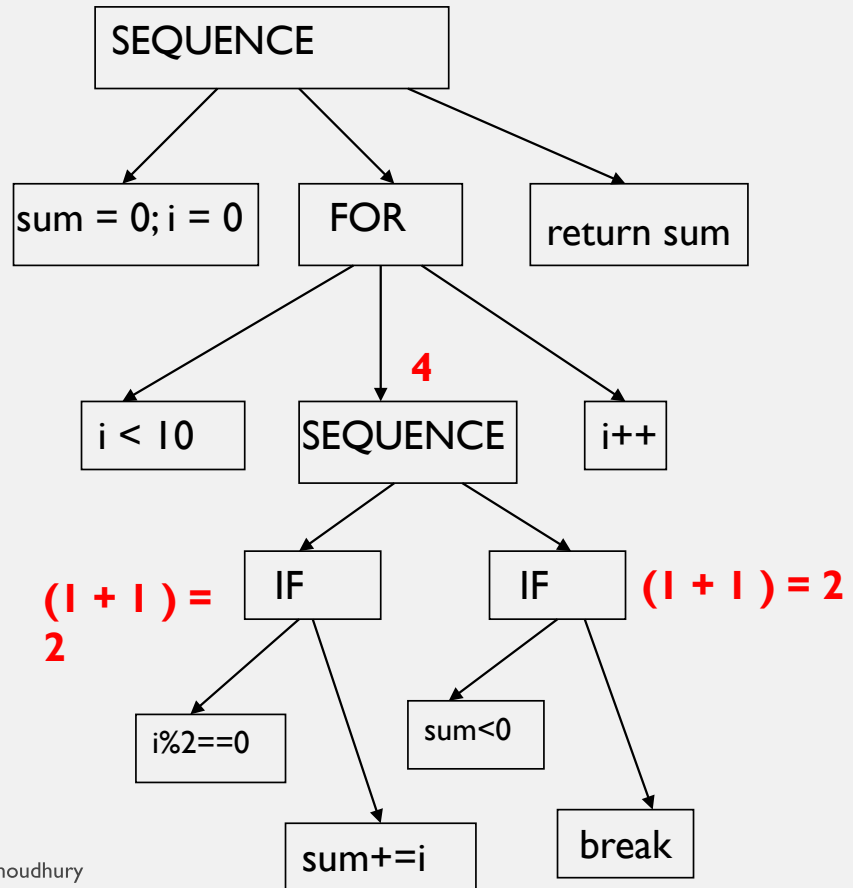 SEQUENCE
sum = 0; i = 0
FOR
return sum
4
i < 10
SEQUENCE
i++
(1 + 1 ) =
2
IF
IF
(1 + 1 ) = 2
i%2==0
sum<0
sum+=i
break
houdhury